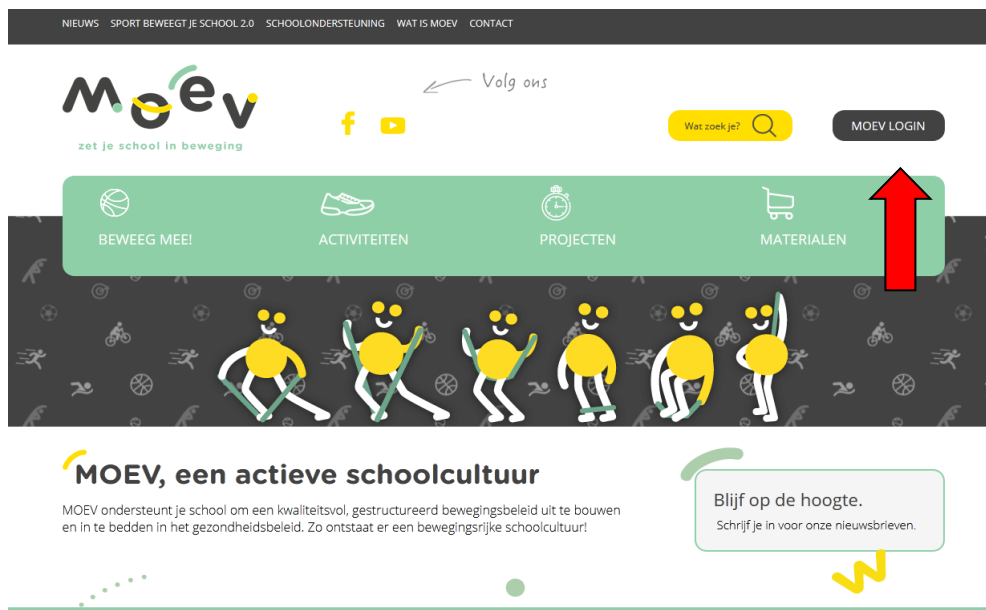 NIEUWS SPORT BEWEEGT JE SCHOOL 2.0 SCHOOLONDERSTEUNING WAT IS MOEV CONTACT
Moev
zet je school in beweging
Volg ons
Wat zoek je?
MOEV LOGIN
BEWEEG MEE! ACTIVITEITEN PROJECTEN MATERIALEN
MOEV, een actieve schoolcultuur
MOEV ondersteunt je school om een kwaliteitsvol, gestructureerd bewegingsbeleid uit te bouwen
en in te bedden in het gezondheidsbeleid. Zo ontstaat er een bewegingsrijke schoolcultuur!
Blijf op de hoogte.
Schrijf je in voor onze nieuwsbrieven.